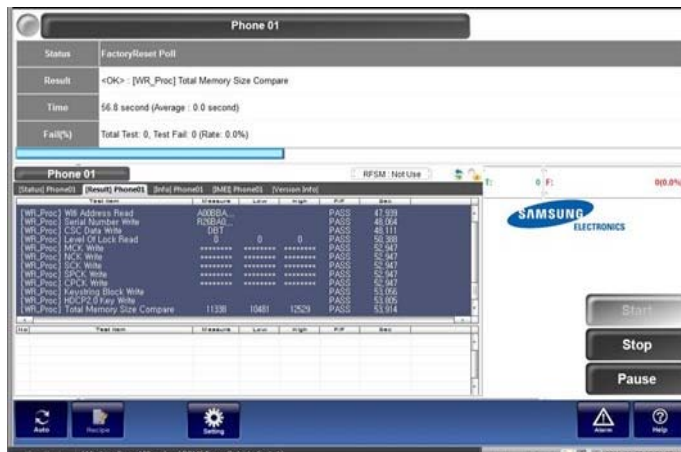 Phone 01
Status FactoryReset Poll
Result <OK> : [WR_Proc] Total Memory Size Compare
Time 56.8 second (Average : 0.0 second)
Fail(%) Total Test: 0, Test Fail: 0 (Rate: 0.0%)
Phone 01 RFSM : Not Use T: 0 F: 0(0.0%
[Status] Phone01 [Result] Phone01 [Info] Phone01 [IMEI] Phone01 [Version Info]
Test Item Measure Low High P/F Sec
[WR_Proc] Wifi Address Read A00BBA... PASS 47,939
[WR_Proc] Serial Number Write PASS 48,064
[WR_Proc] CSC Data Write DBT PASS 48,111
[WR_Proc] Level Of Lock Read 0 0 0 PASS 50,388
[WR_Proc] MCK Write ******** ******** ******** PASS 52,947
[WR_Proc] NCK Write ******** ******** ******** PASS 52,947
[WR_Proc] SCK Write ******** ******** ******** PASS 52,947
[WR_Proc] SPCK Write ******** ******** ******** PASS 52,947
[WR_Proc] CPCK Write ******** ******** ******** PASS 52,947
[WR_Proc] Keystring Block Write PASS 53,056
[WR_Proc] HDCP2.0 Key Write PASS 53,805
[WR_Proc] Total Memory Size Compare 11338 10481 12529 PASS 53,914
SAMSUNG
ELECTRONICS
No Test Item Measure Low High P/F Sec
Start
Stop
Pause
Auto Recipe Setting Alarm Help